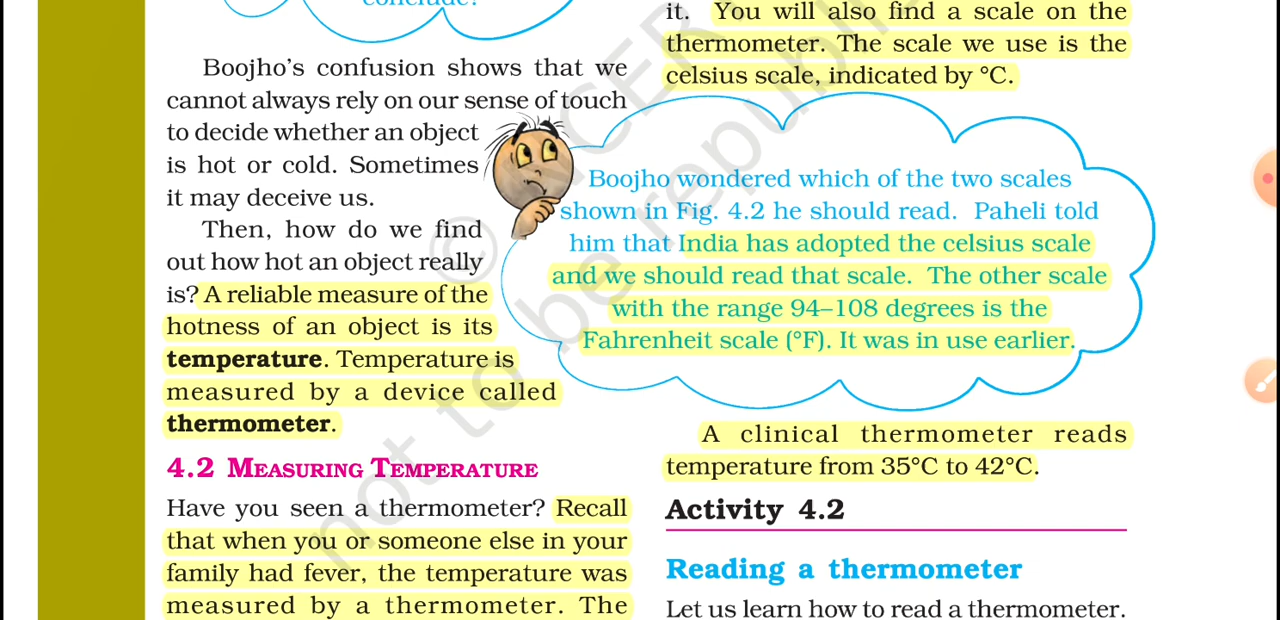 conclude?
Boojho's confusion shows that we
cannot always rely on our sense of touch
to decide whether an object
is hot or cold. Sometimes
it may deceive us.
Then, how do we find
out how hot an object really
is? A reliable measure of the
hotness of an object is its
temperature. Temperature is
measured by a device called
thermometer.
4.2 MEASURING TEMPERATURE
Have you seen a thermometer? Recall
that when you or someone else in your
family had fever, the temperature was
measured by a thermometer. The
it. You will also find a scale on the
thermometer. The scale we use is the
celsius scale, indicated by °C.
Boojho wondered which of the two scales
shown in Fig. 4.2 he should read. Paheli told
him that India has adopted the celsius scale
and we should read that scale. The other scale
with the range 94–108 degrees is the
Fahrenheit scale (°F). It was in use earlier.
A clinical thermometer reads
temperature from 35°C to 42°C.
Activity 4.2
Reading a thermometer
Let us learn how to read a thermometer.
© NCER
not to be republi